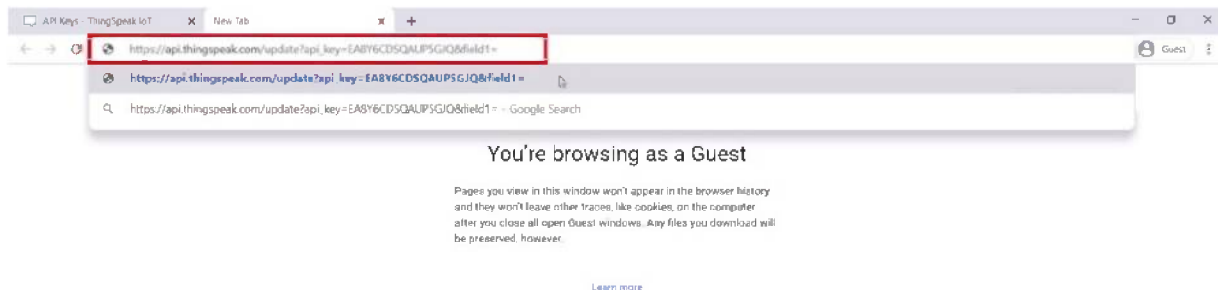 API Keys - ThingSpeak IoT
New Tab
https://api.thingspeak.com/update?api_key=EA8Y6CDSQAUPSGJQ&field1=
Guest
https://api.thingspeak.com/update?api_key=EA8Y6CDSQAUPSGJQ&field1=
https://api.thingspeak.com/update?api_key=EA8Y6CDSQAUPSGJQ&field1= - Google Search
You're browsing as a Guest
Pages you view in this window won't appear in the browser history
and they won't leave other traces, like cookies, on the computer
after you close all open Guest windows. Any files you download will
be preserved, however.
Learn more